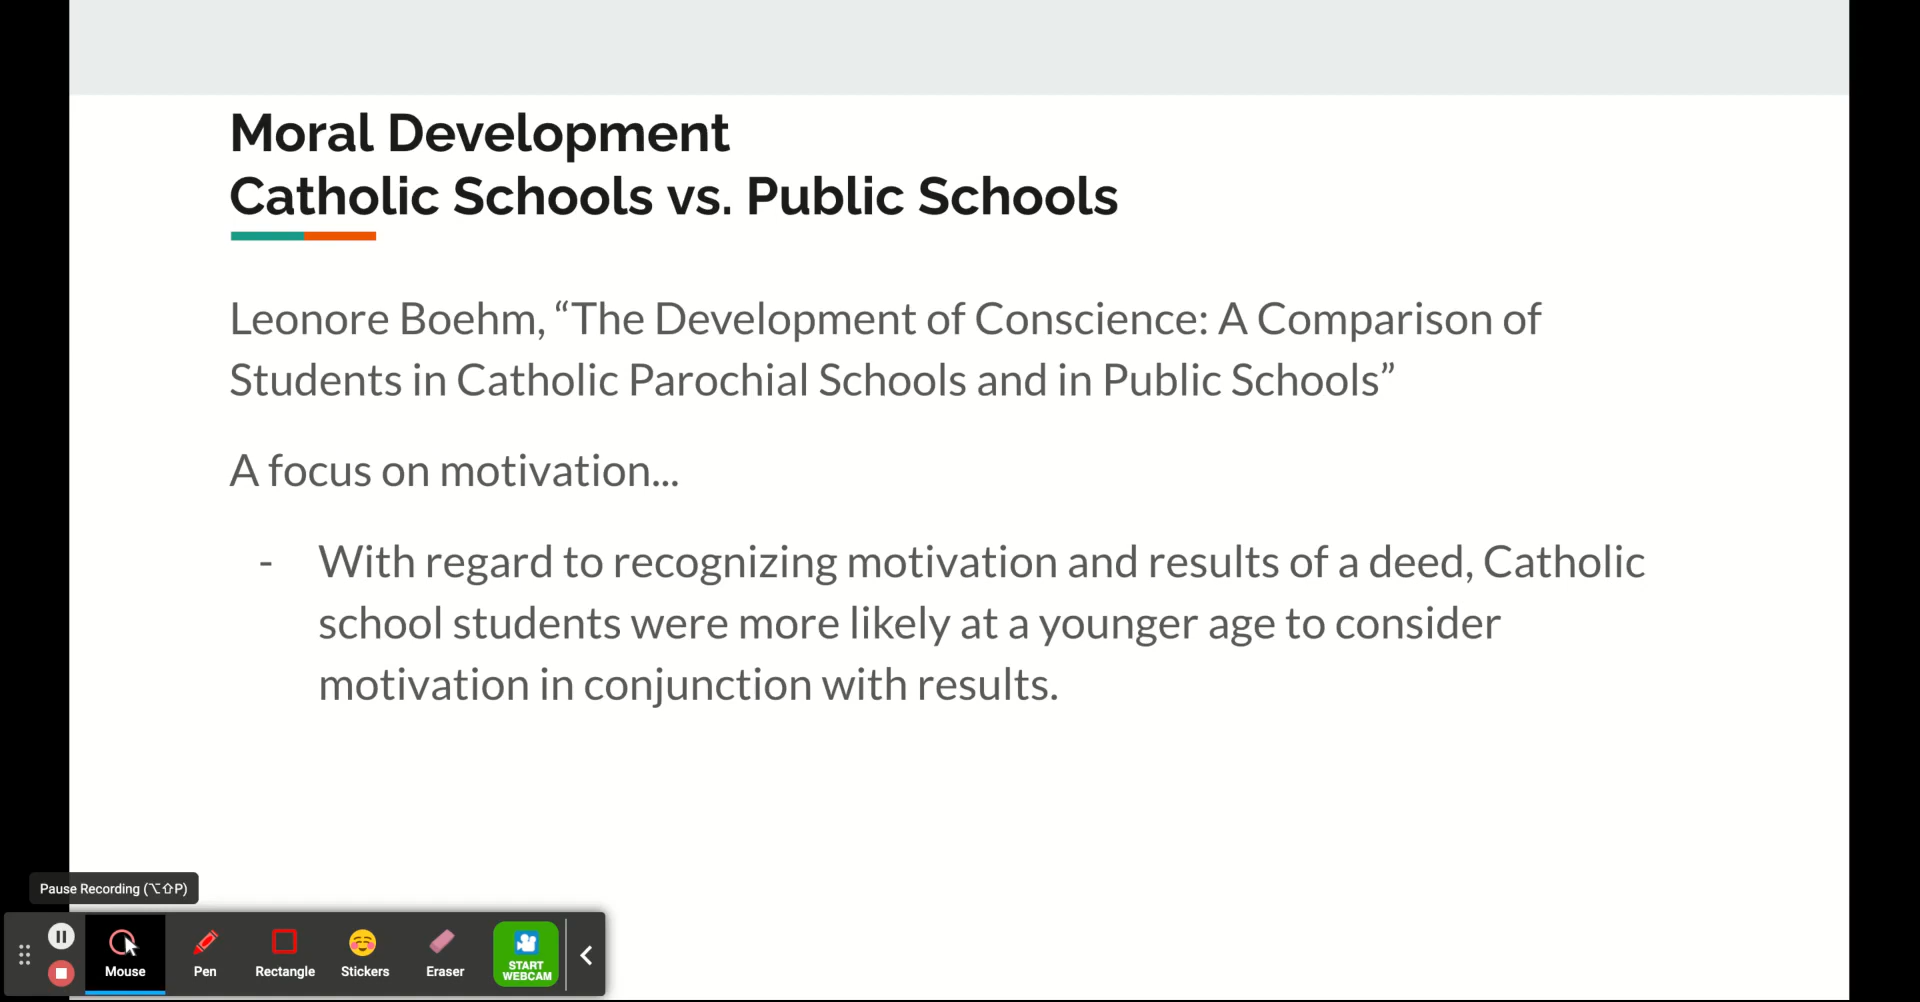 Moral Development
Catholic Schools vs. Public Schools
Leonore Boehm, “The Development of Conscience: A Comparison of
Students in Catholic Parochial Schools and in Public Schools”
A focus on motivation...
- With regard to recognizing motivation and results of a deed, Catholic
school students were more likely at a younger age to consider
motivation in conjunction with results.
Pause Recording (⌥⇧P)
Mouse Pen Rectangle Stickers Eraser START
WEBCAM